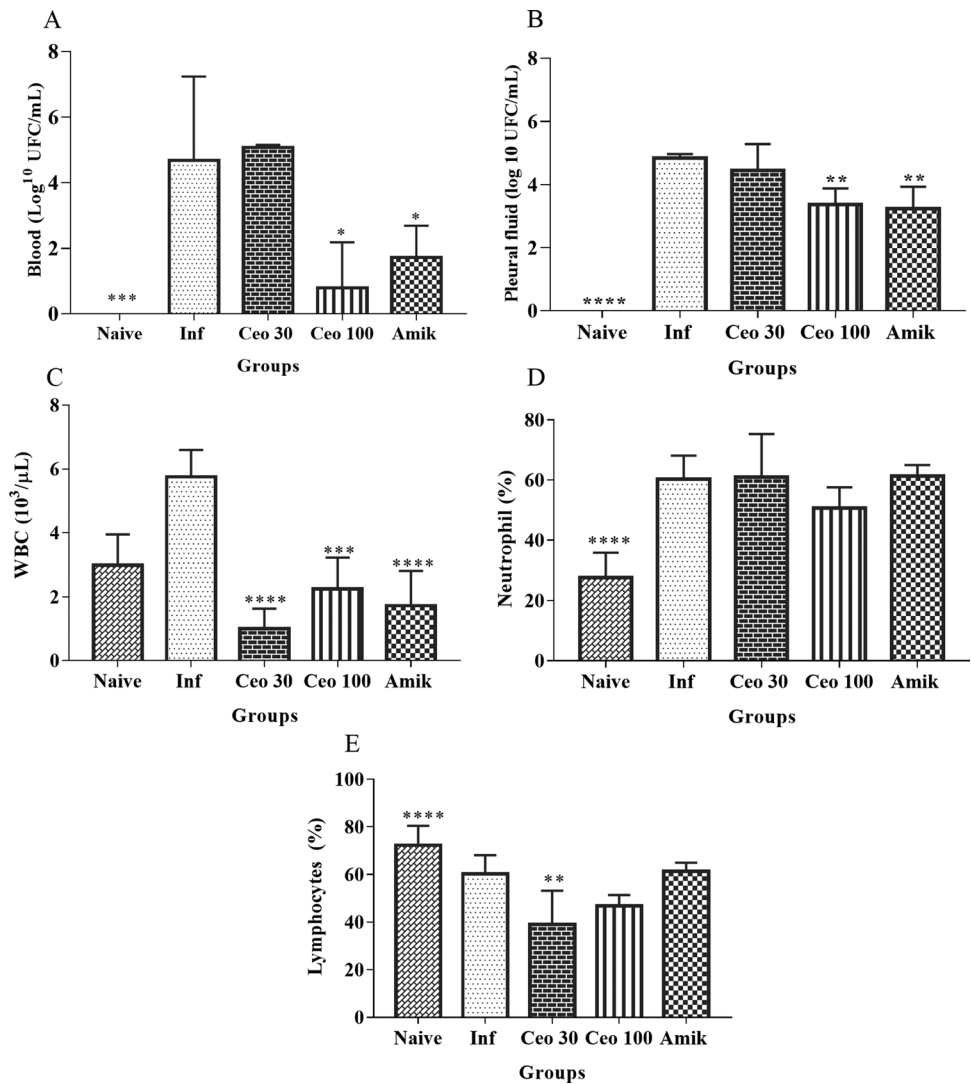 A
Blood (Log10 UFC/mL)
8
6
4
2
0
***
*
*
Naive Inf Ceo 30 Ceo 100 Amik
Groups
B
Pleural fluid (log 10 UFC/mL)
8
6
4
2
0
****
**
**
Naive Inf Ceo 30 Ceo 100 Amik
Groups
C
WBC (10³/µL)
8
6
4
2
0
****
***
****
Naive Inf Ceo 30 Ceo 100 Amik
Groups
D
Neutrophil (%)
80
60
40
20
0
****
Naive Inf Ceo 30 Ceo 100 Amik
Groups
E
Lymphocytes (%)
100
80
60
40
20
0
****
**
Naive Inf Ceo 30 Ceo 100 Amik
Groups